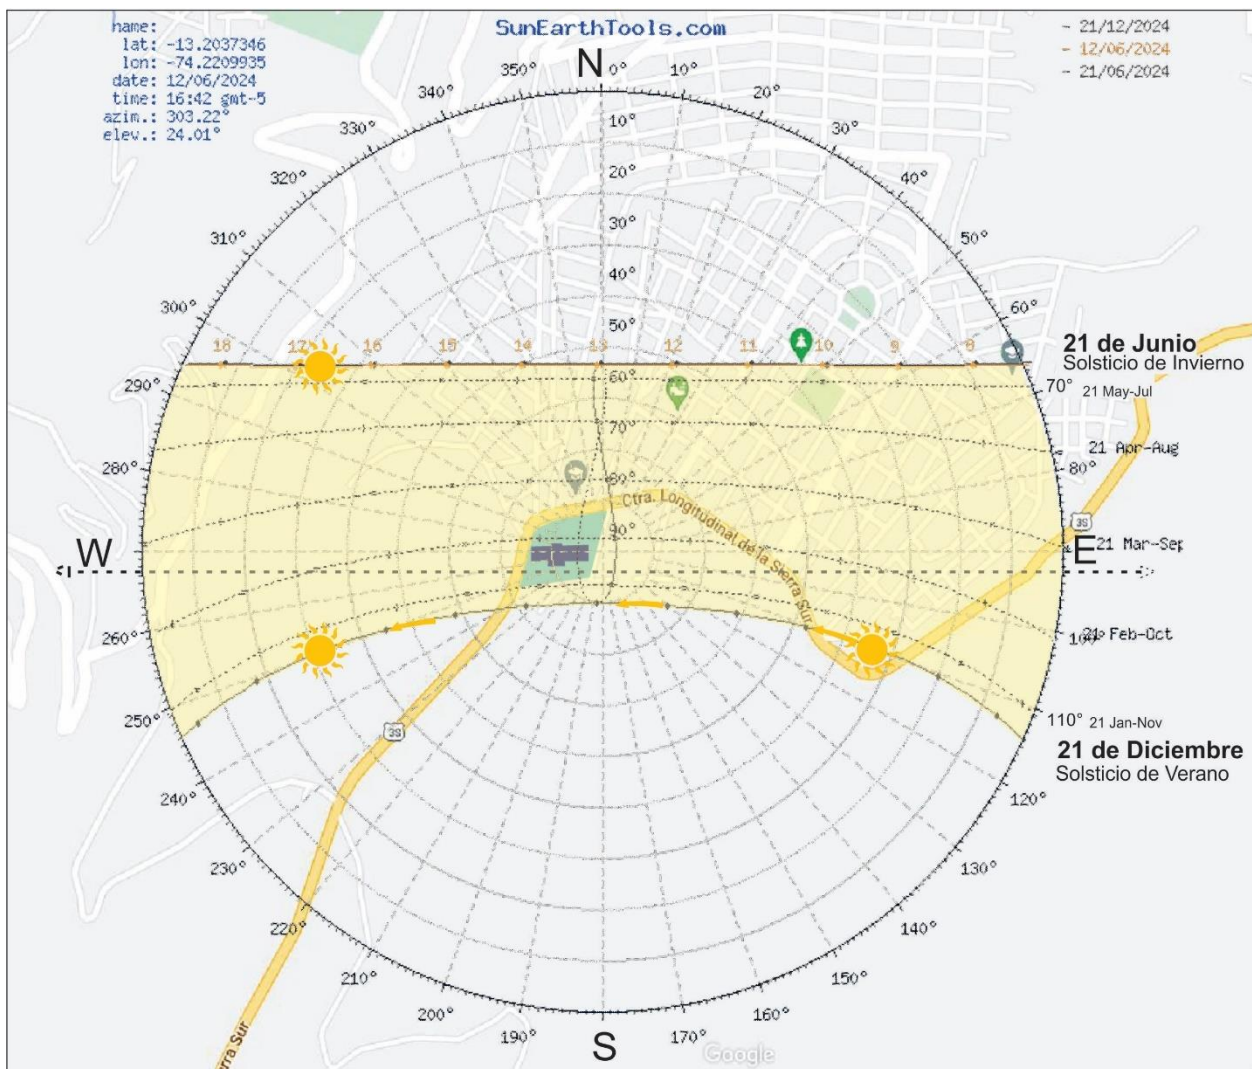 name:
lat: -13.2037346
lon: -74.2209935
date: 12/06/2024
time: 16:42 gmt-5
azim.: 303.22°
elev.: 24.01°
SunEarthTools.com
- 21/12/2024
- 12/06/2024
- 21/06/2024
N
350°
0°
10°
340°
20°
330°
30°
320°
40°
310°
50°
300°
60°
290°
70°
280°
80°
260°
100°
250°
110°
240°
120°
230°
130°
220°
140°
210°
150°
200°
160°
190°
170°
10°
20°
30°
40°
50°
60°
70°
80°
90°
18
17
16
15
14
13
12
11
10
9
8
21 de Junio
Solsticio de Invierno
21 May-Jul
21 Apr-Aug
21 Mar-Sep
21 Feb-Oct
21 Jan-Nov
21 de Diciembre
Solsticio de Verano
W
E
S
Ctra. Longitudinal de la Sierra Sur
3S
3S
erra Sur
Google